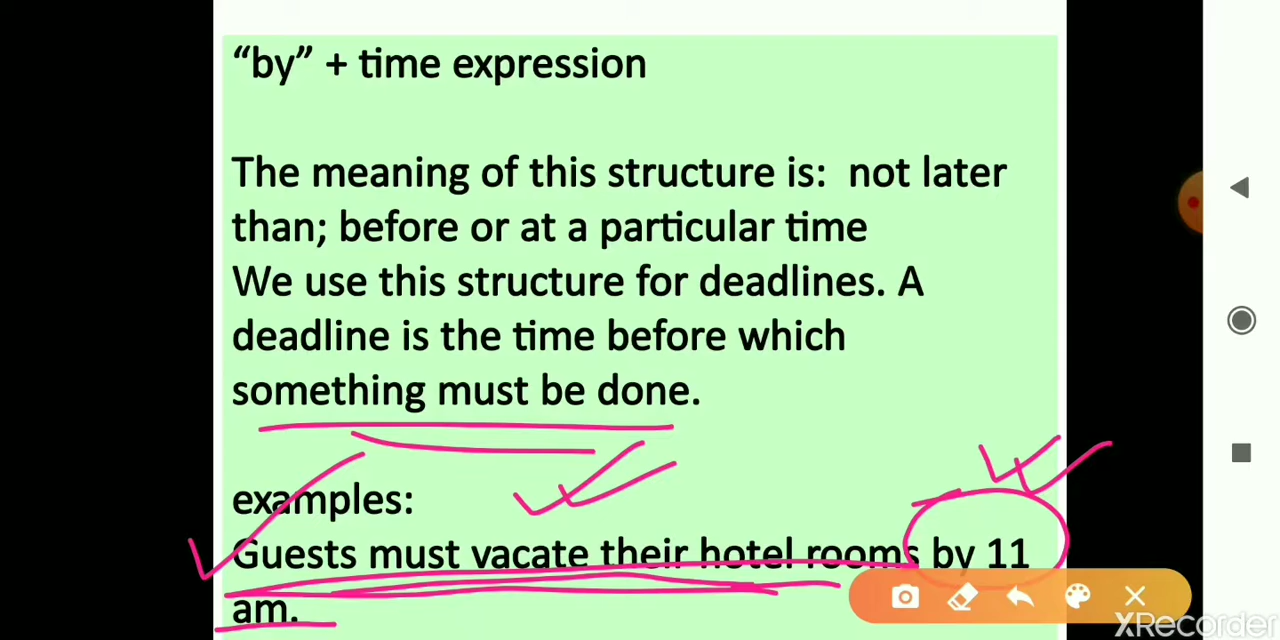 “by” + time expression
The meaning of this structure is:  not later
than; before or at a particular time
We use this structure for deadlines. A
deadline is the time before which
something must be done.
examples:
Guests must vacate their hotel rooms by 11
am.
XRecorder